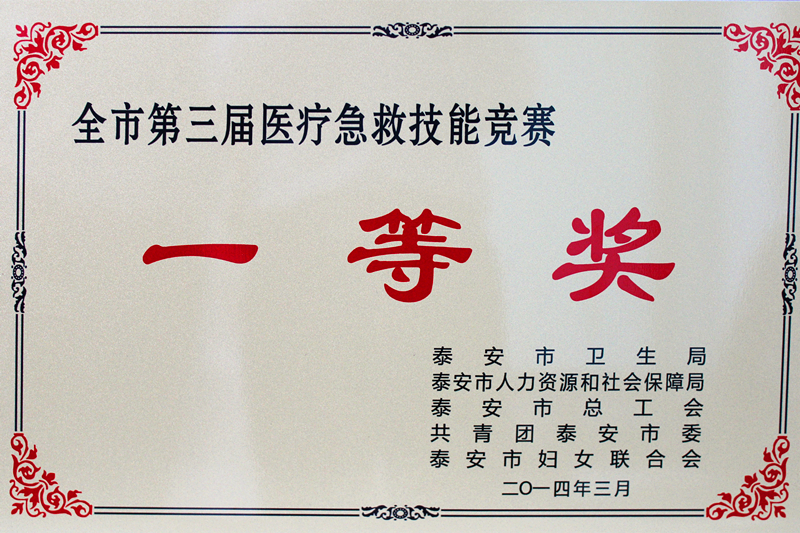 全市第三届医疗急救技能竞赛
一等奖
泰安市卫生局
泰安市人力资源和社会保障局
泰安市总工会
共青团泰安市委
泰安市妇女联合会
二〇一四年三月